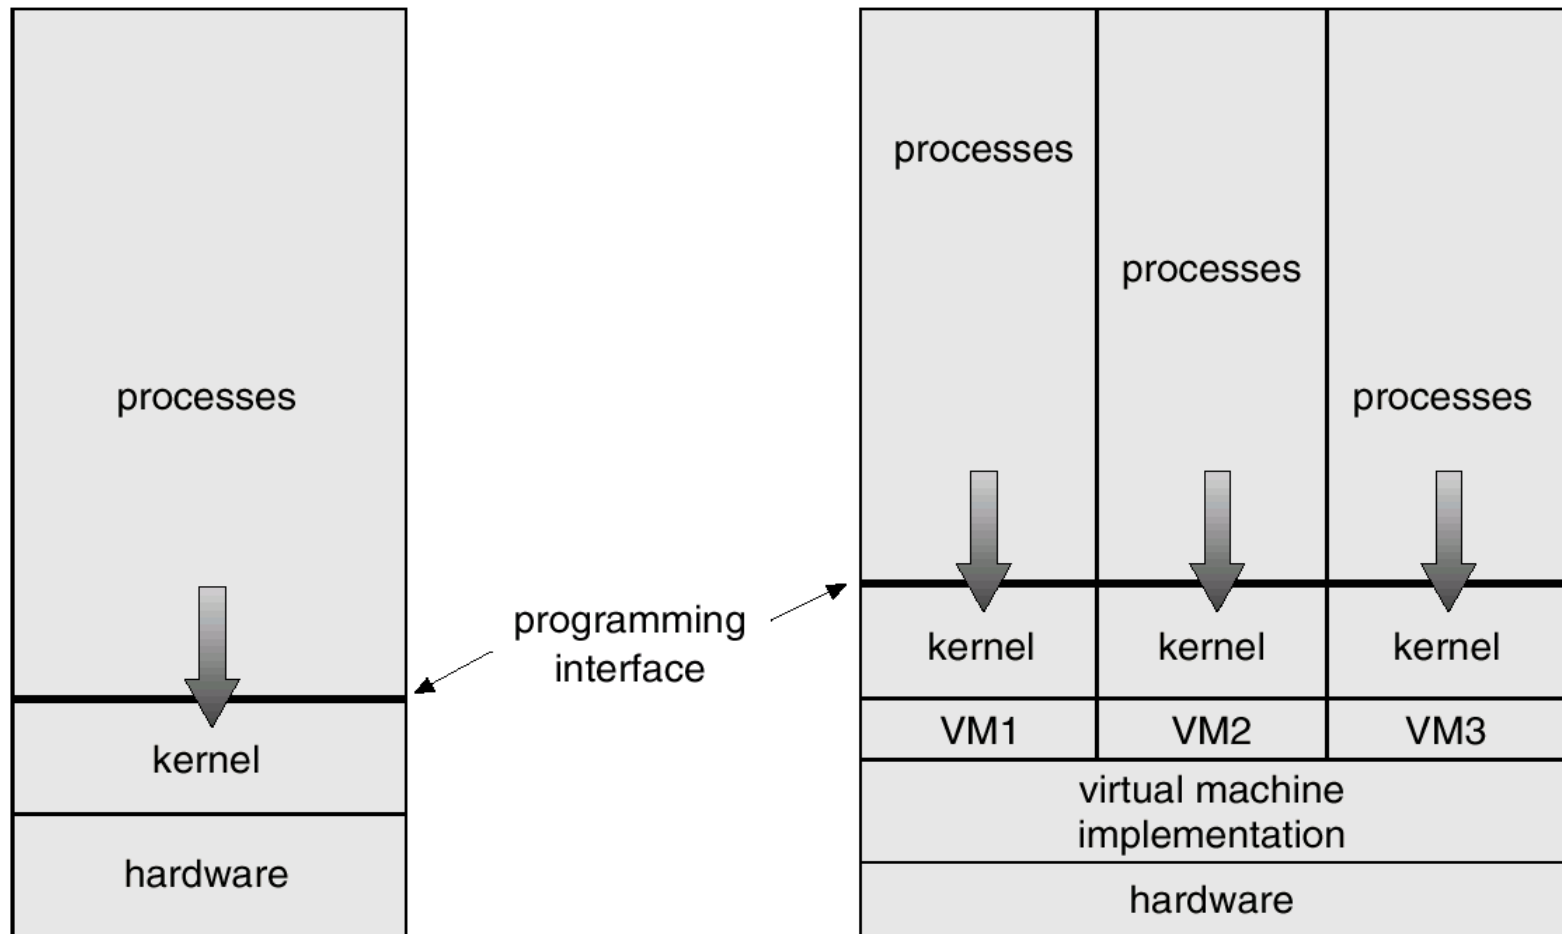 processes
kernel
hardware
programming
interface
processes
processes
processes
kernel kernel kernel
VM1 VM2 VM3
virtual machine
implementation
hardware